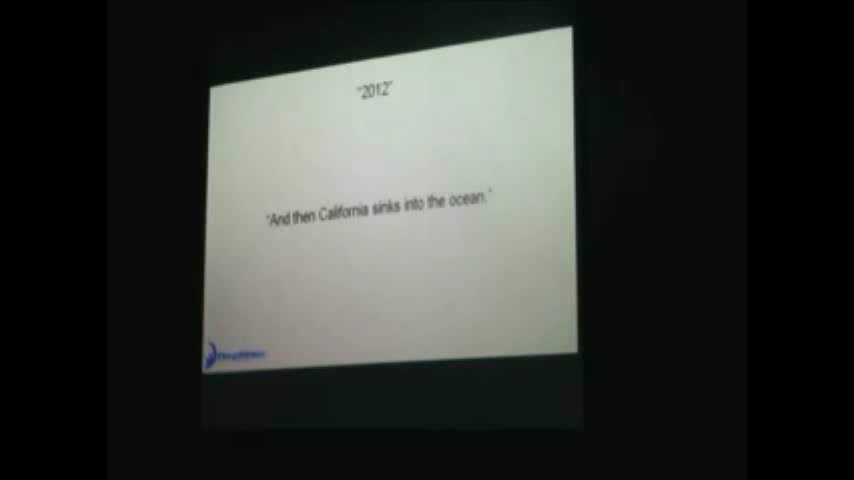 "2012"
"And then California sinks into the ocean."